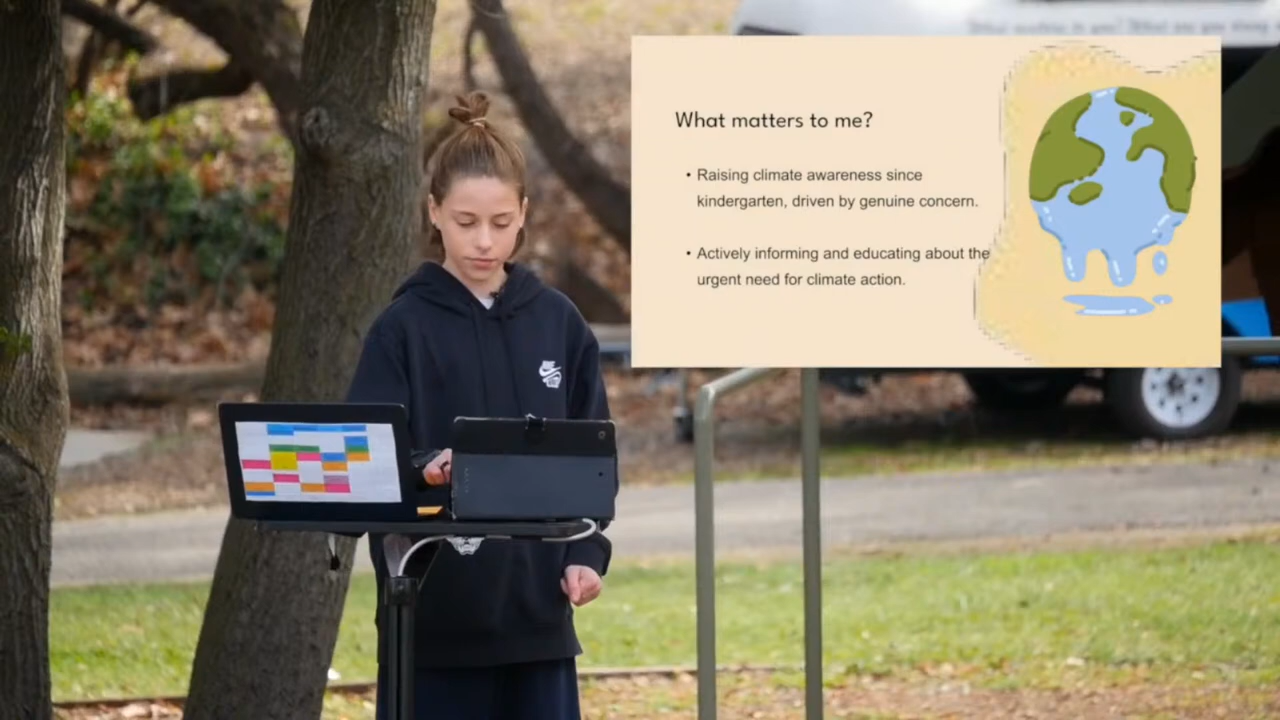 What matters to me?
• Raising climate awareness since
kindergarten, driven by genuine concern.
• Actively informing and educating about the
urgent need for climate action.